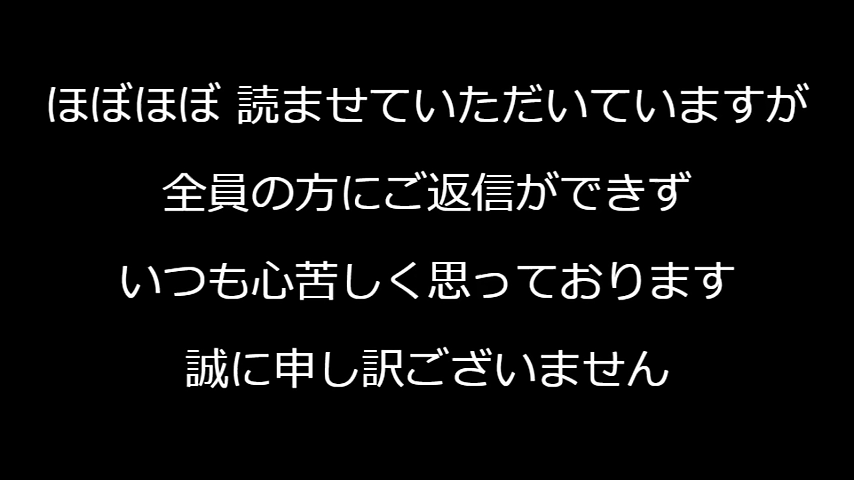 ほぼほぼ 読ませていただいていますが
全員の方にご返信ができず
いつも心苦しく思っております
誠に申し訳ございません